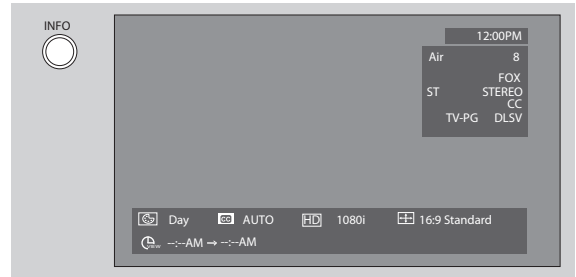 INFO
12:00PM
Air 8
FOX
ST STEREO
CC
TV-PG DLSV
Day CC AUTO HD 1080i 16:9 Standard
--:--AM → --:--AM